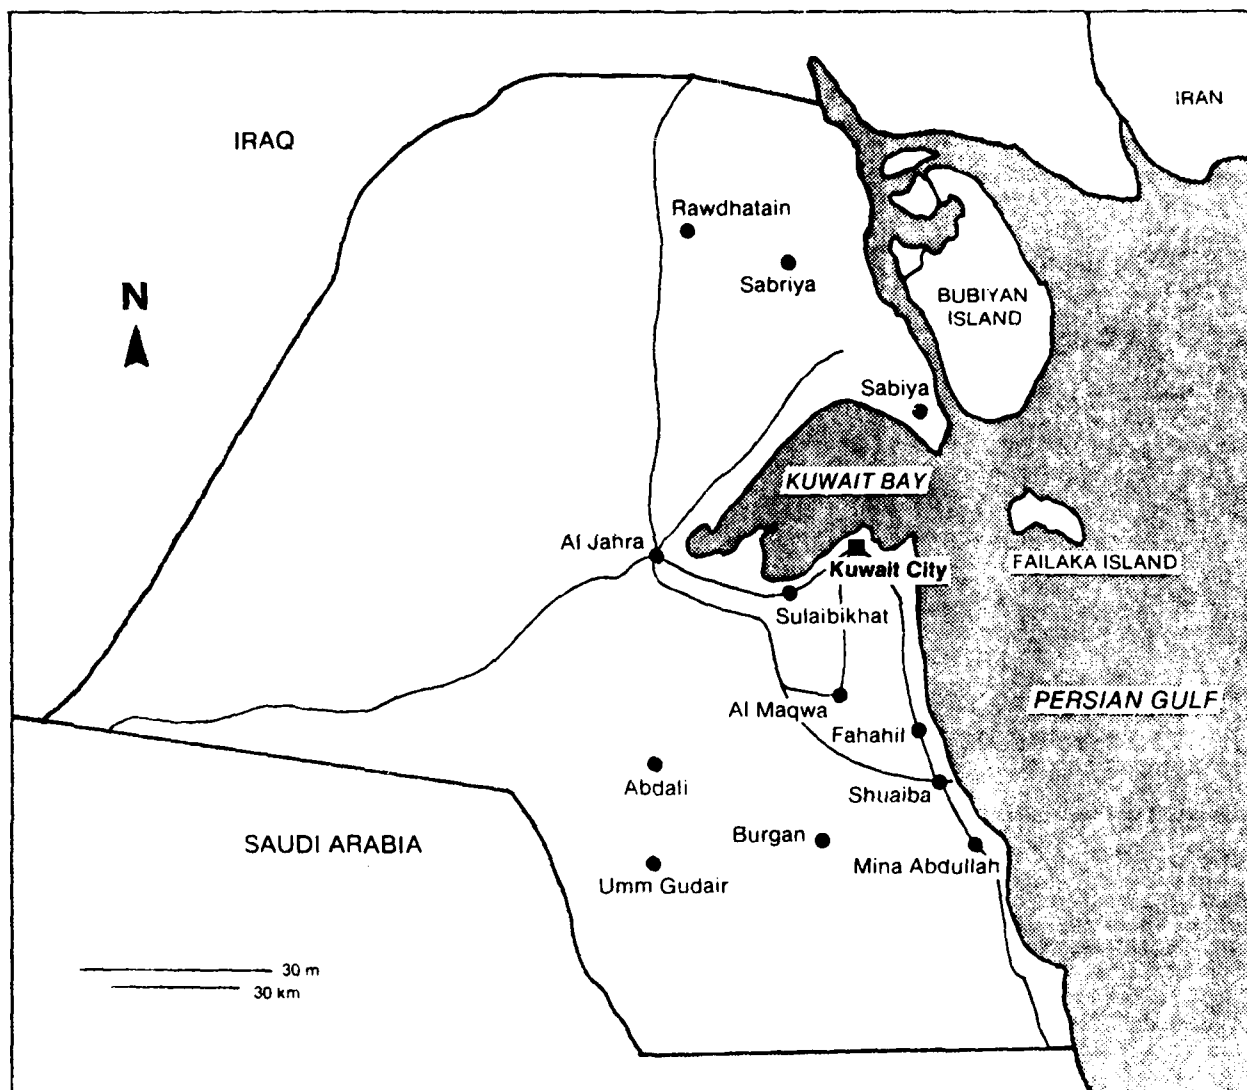 IRAN
IRAQ
Rawdhatain
N
Sabriya
BUBIYAN
ISLAND
Sabiya
KUWAIT BAY
Al Jahra
FAILAKA ISLAND
Kuwait City
Sulaibikhat
PERSIAN GULF
Al Maqwa
Fahahil
Abdali
Shuaiba
Burgan
SAUDI ARABIA
Mina Abdullah
Umm Gudair
30 m
30 km